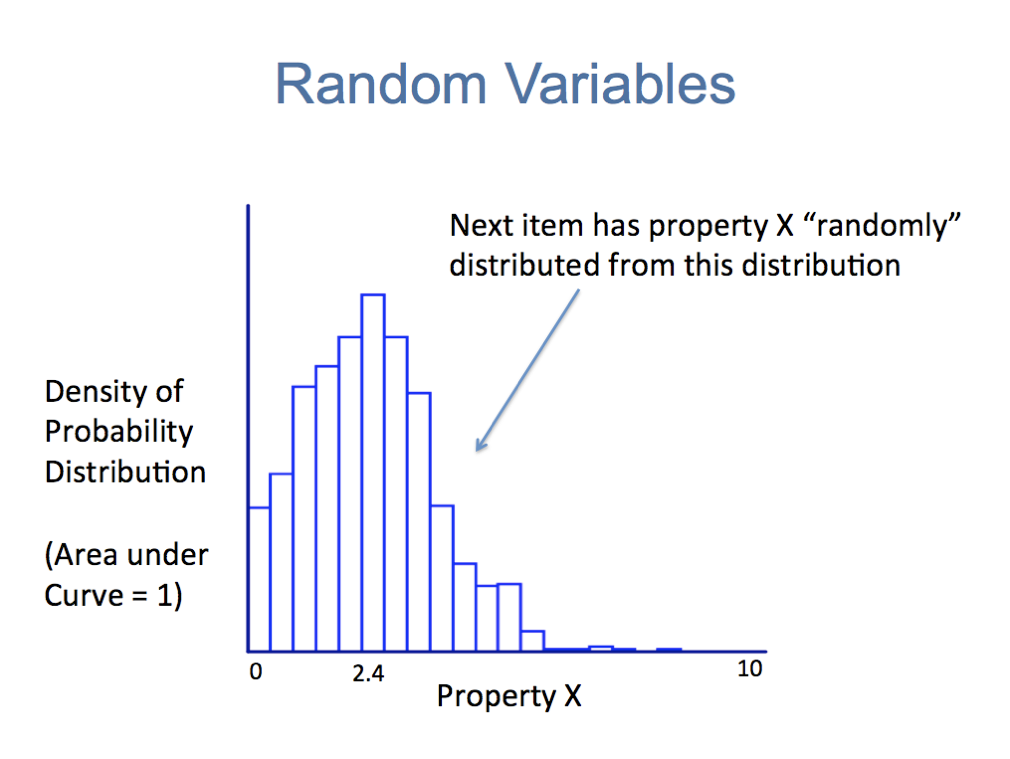 Random Variables
Next item has property X “randomly”
distributed from this distribution
Density of
Probability
Distribution
(Area under
Curve = 1)
0
2.4
10
Property X